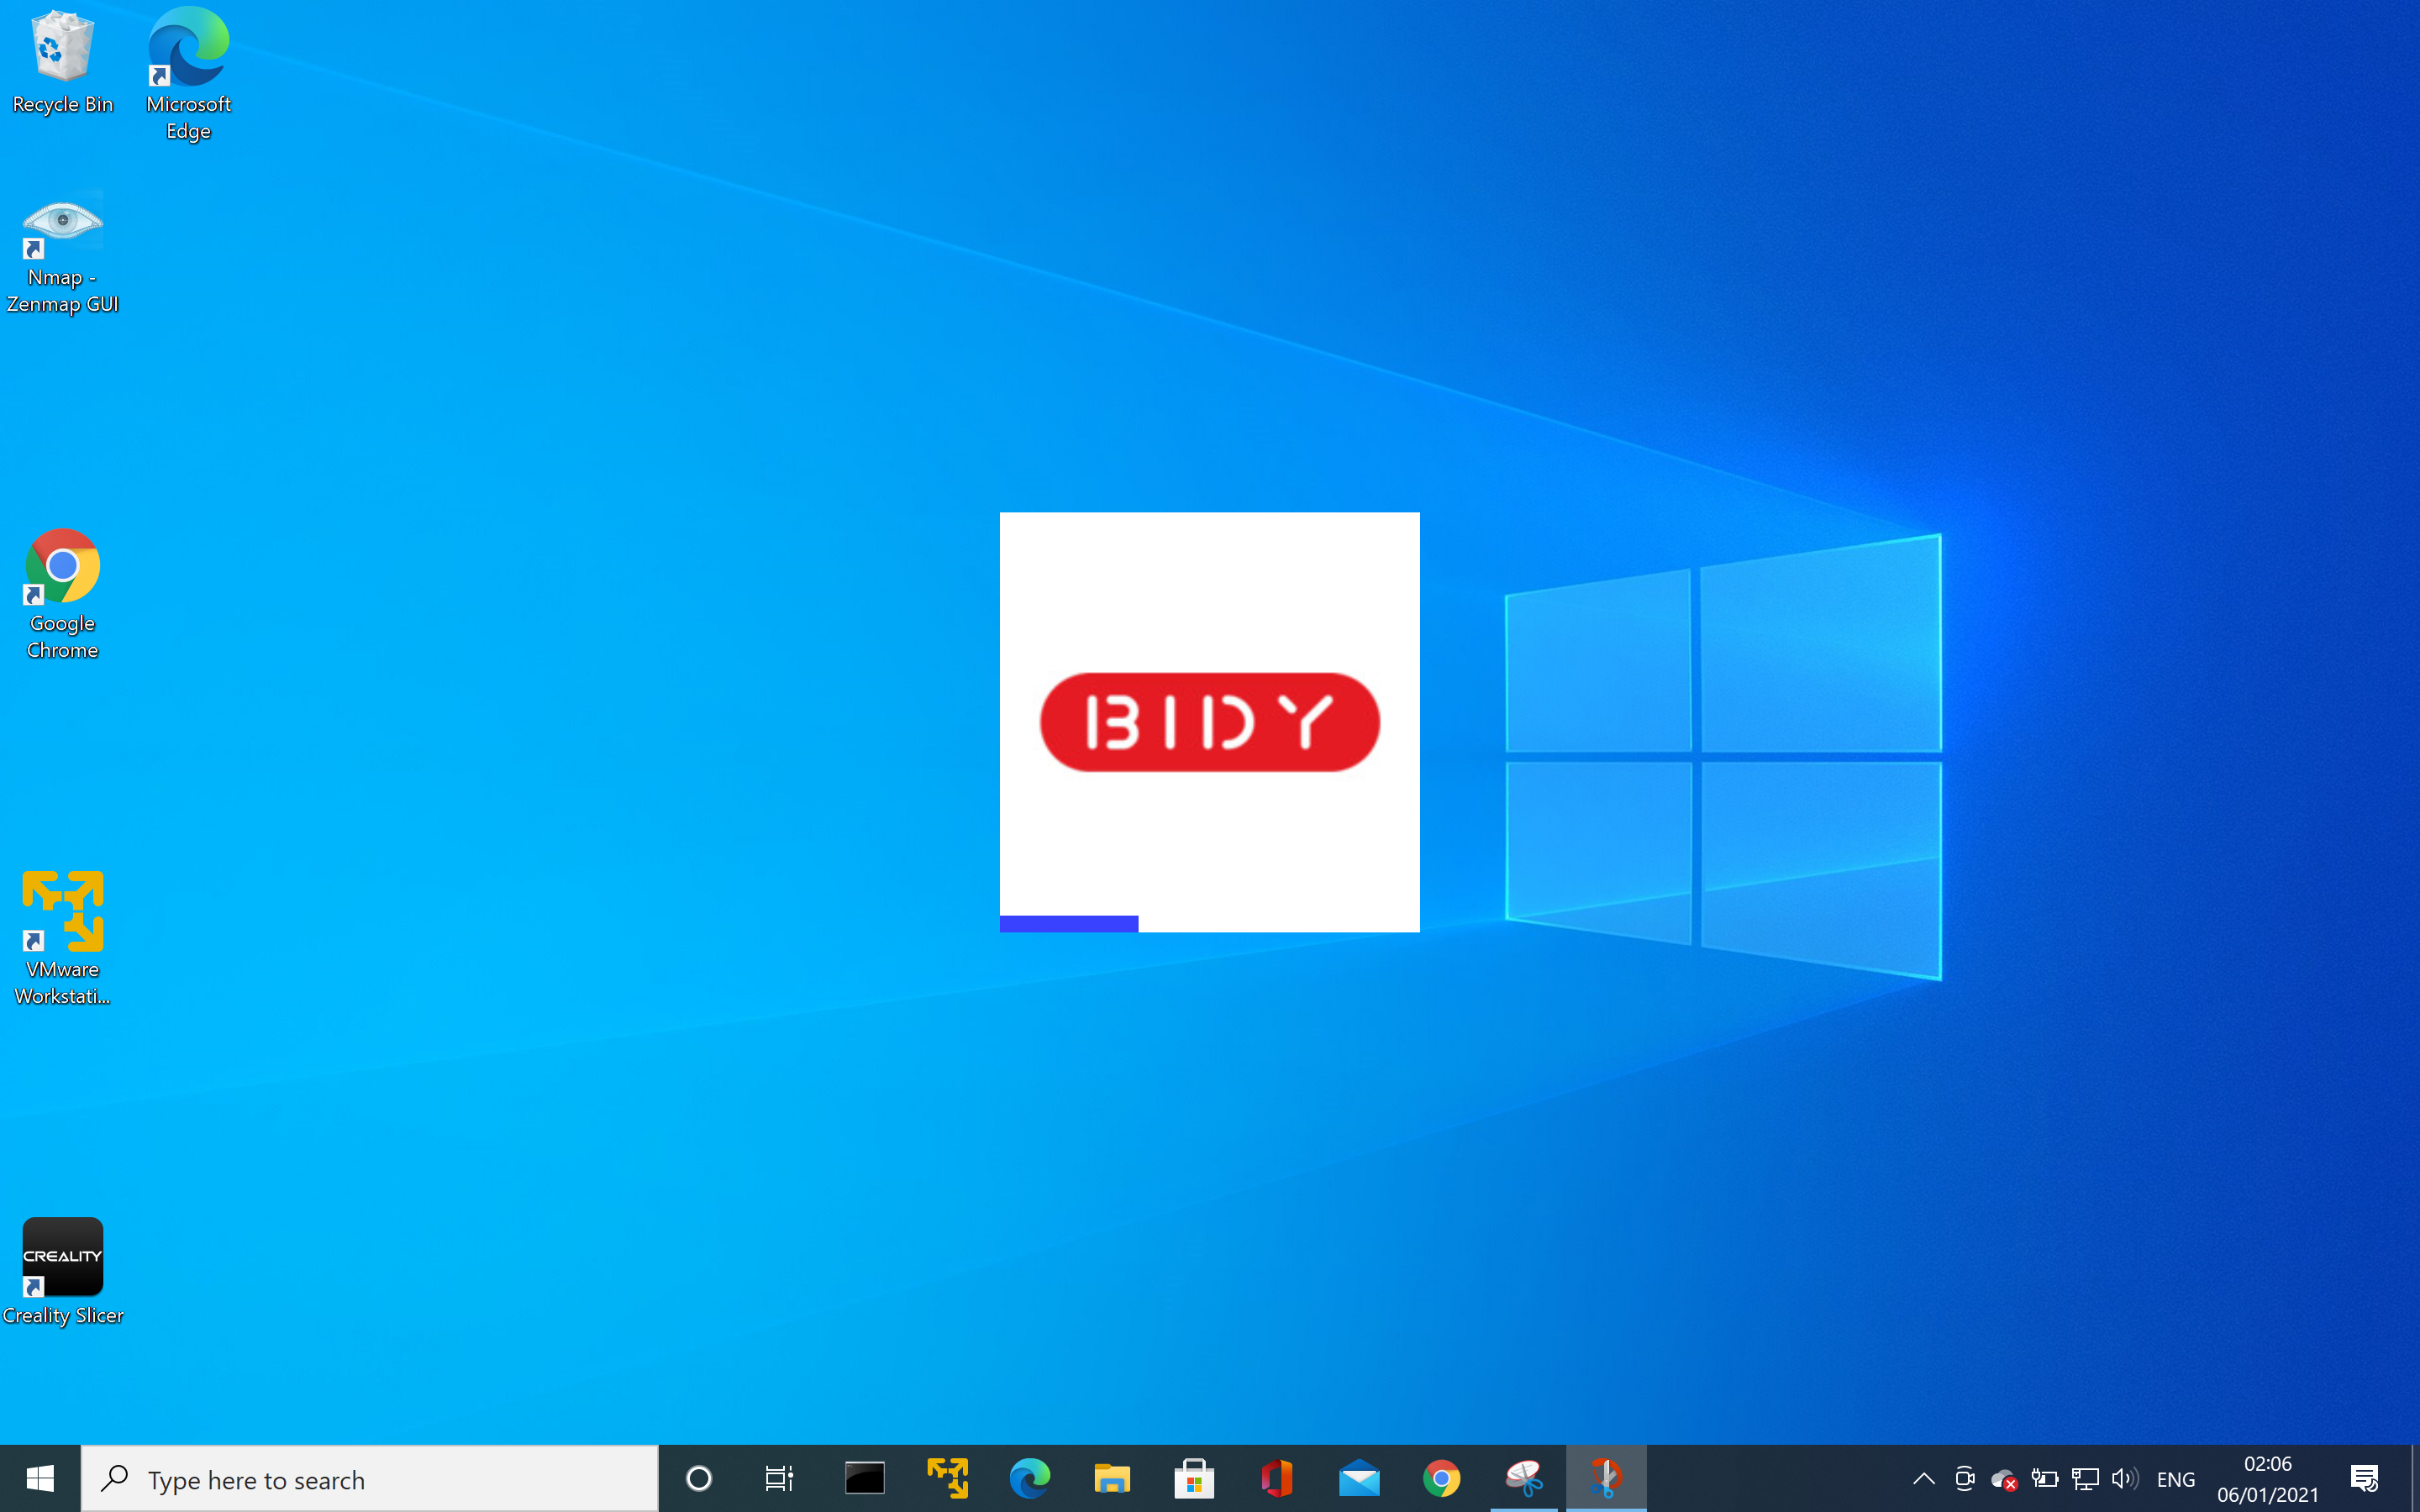 Recycle Bin
Microsoft
Edge
Nmap -
Zenmap GUI
Google
Chrome
BIDY
VMware
Workstati...
CREALITY
Creality Slicer
Type here to search
ENG
02:06
06/01/2021